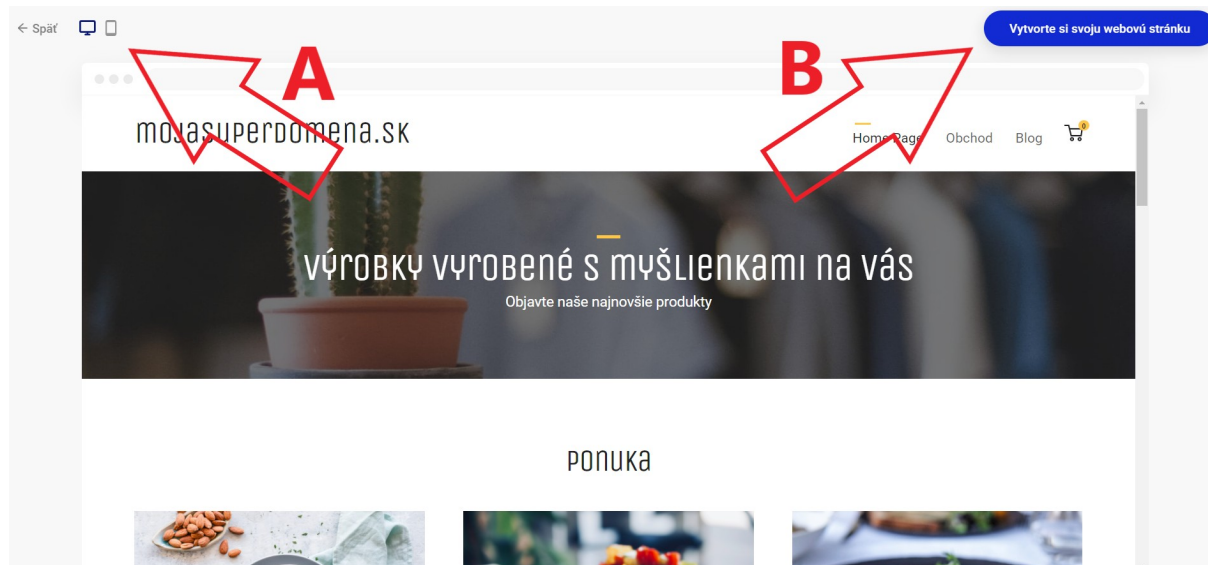 ← Späť
Vytvorte si svoju webovú stránku
A
B
mojasuperdomena.sk
Home Page
Obchod
Blog
0
výrobky vyrobené s myšlienkami na vás
Objavte naše najnovšie produkty
Ponuka